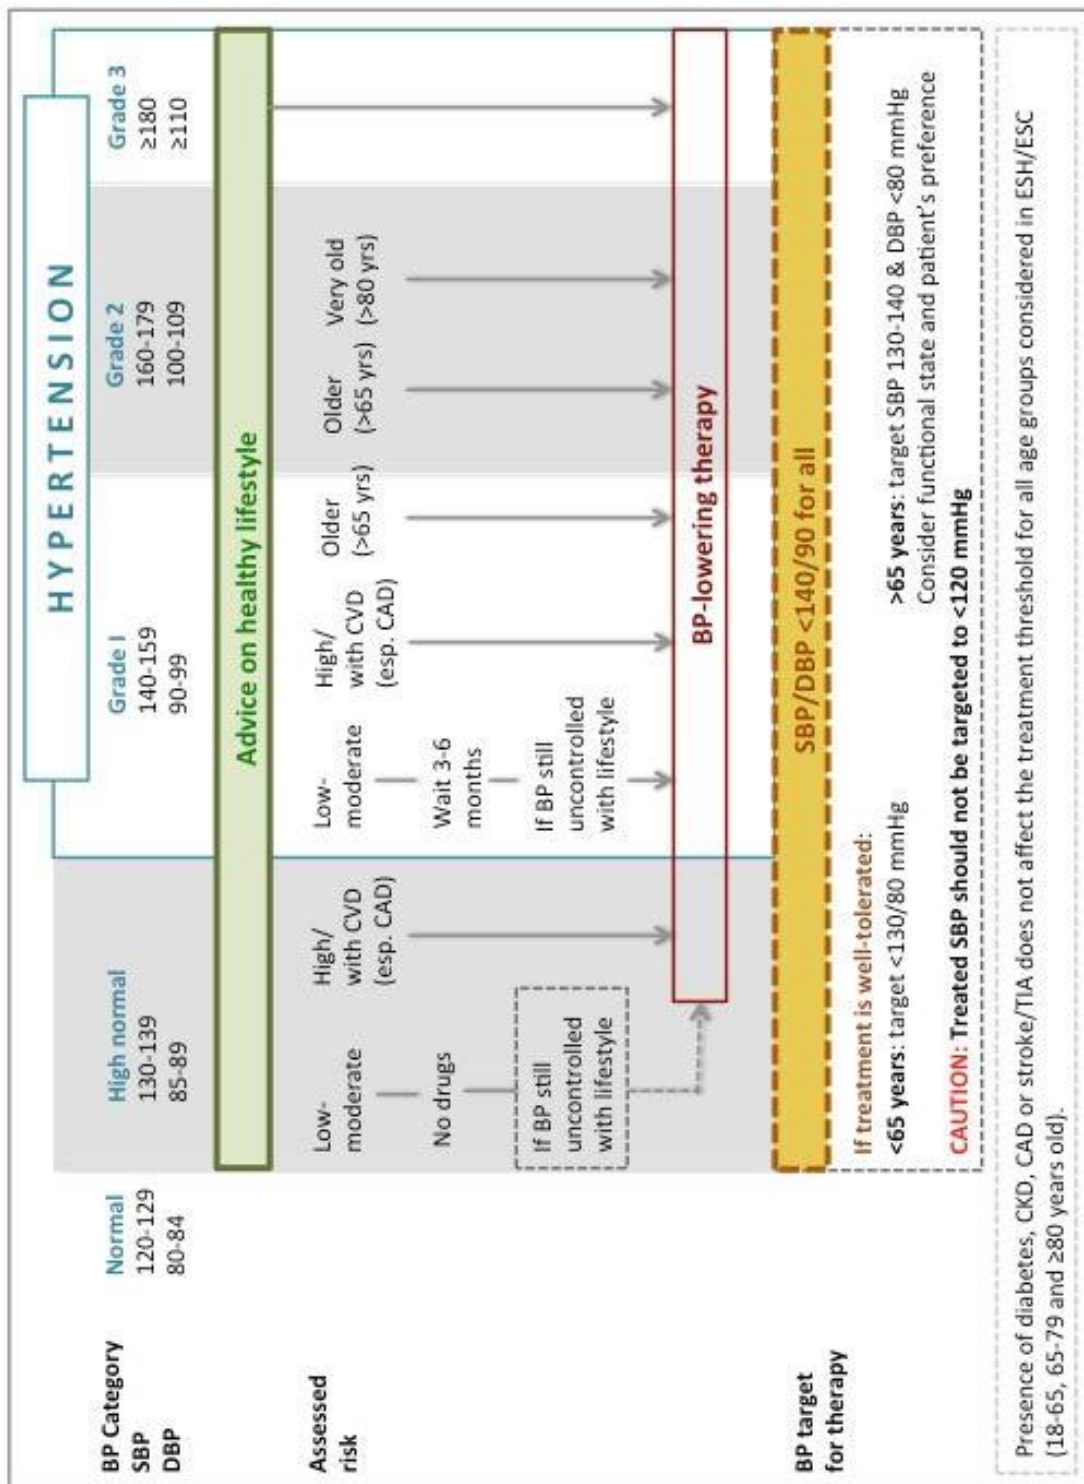 HYPERTENSION
BP Category
SBP
DBP
Normal
120-129
80-84
High normal
130-139
85-89
Grade I
140-159
90-99
Grade 2
160-179
100-109
Grade 3
≥180
≥110
Advice on healthy lifestyle
Assessed
risk
Low-
moderate
No drugs
If BP still
uncontrolled
with lifestyle
High/
with CVD
(esp. CAD)
Low-
moderate
Wait 3-6
months
If BP still
uncontrolled
with lifestyle
High/
with CVD
(esp. CAD)
Older
(>65 yrs)
Older
(>65 yrs)
Very old
(>80 yrs)
BP-lowering therapy
BP target
for therapy
SBP/DBP <140/90 for all
If treatment is well-tolerated:
<65 years: target <130/80 mmHg
>65 years: target SBP 130-140 & DBP <80 mmHg
Consider functional state and patient's preference
CAUTION: Treated SBP should not be targeted to <120 mmHg
Presence of diabetes, CKD, CAD or stroke/TIA does not affect the treatment threshold for all age groups considered in ESH/ESC
(18-65, 65-79 and ≥80 years old).